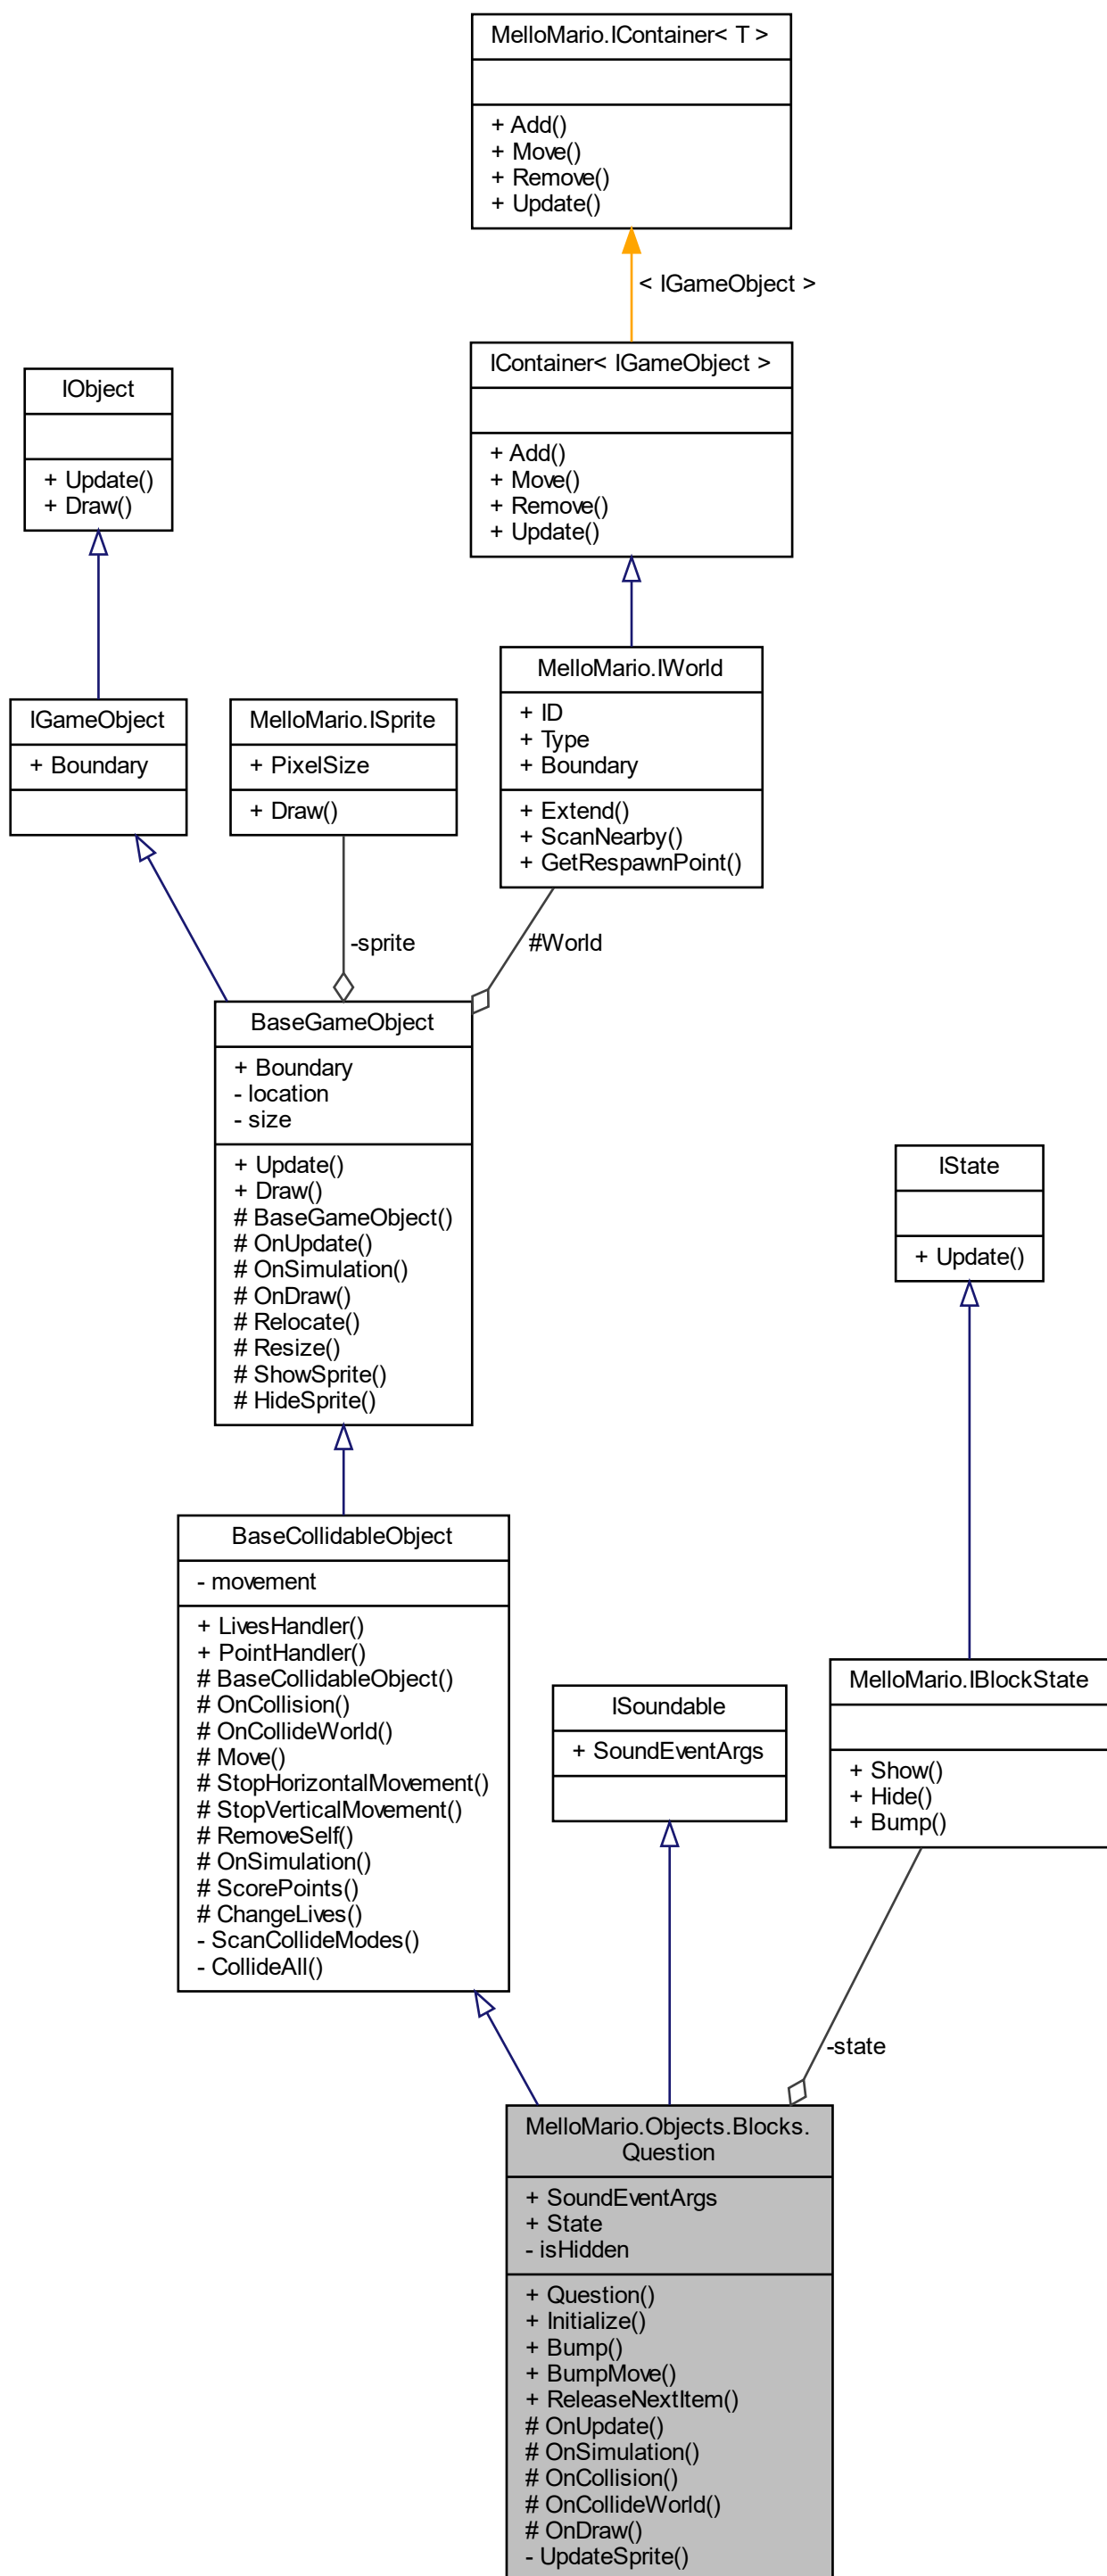 MelloMario.IContainer< T >
+ Add()
+ Move()
+ Remove()
+ Update()
< IGameObject >
IContainer< IGameObject >
+ Add()
+ Move()
+ Remove()
+ Update()
IObject
+ Update()
+ Draw()
MelloMario.IWorld
+ ID
+ Type
+ Boundary
+ Extend()
+ ScanNearby()
+ GetRespawnPoint()
IGameObject
+ Boundary
MelloMario.ISprite
+ PixelSize
+ Draw()
-sprite
#World
BaseGameObject
+ Boundary
- location
- size
+ Update()
+ Draw()
# BaseGameObject()
# OnUpdate()
# OnSimulation()
# OnDraw()
# Relocate()
# Resize()
# ShowSprite()
# HideSprite()
IState
+ Update()
BaseCollidableObject
- movement
+ LivesHandler()
+ PointHandler()
# BaseCollidableObject()
# OnCollision()
# OnCollideWorld()
# Move()
# StopHorizontalMovement()
# StopVerticalMovement()
# RemoveSelf()
# OnSimulation()
# ScorePoints()
# ChangeLives()
- ScanCollideModes()
- CollideAll()
ISoundable
+ SoundEventArgs
MelloMario.IBlockState
+ Show()
+ Hide()
+ Bump()
-state
MelloMario.Objects.Blocks.
Question
+ SoundEventArgs
+ State
- isHidden
+ Question()
+ Initialize()
+ Bump()
+ BumpMove()
+ ReleaseNextItem()
# OnUpdate()
# OnSimulation()
# OnCollision()
# OnCollideWorld()
# OnDraw()
- UpdateSprite()